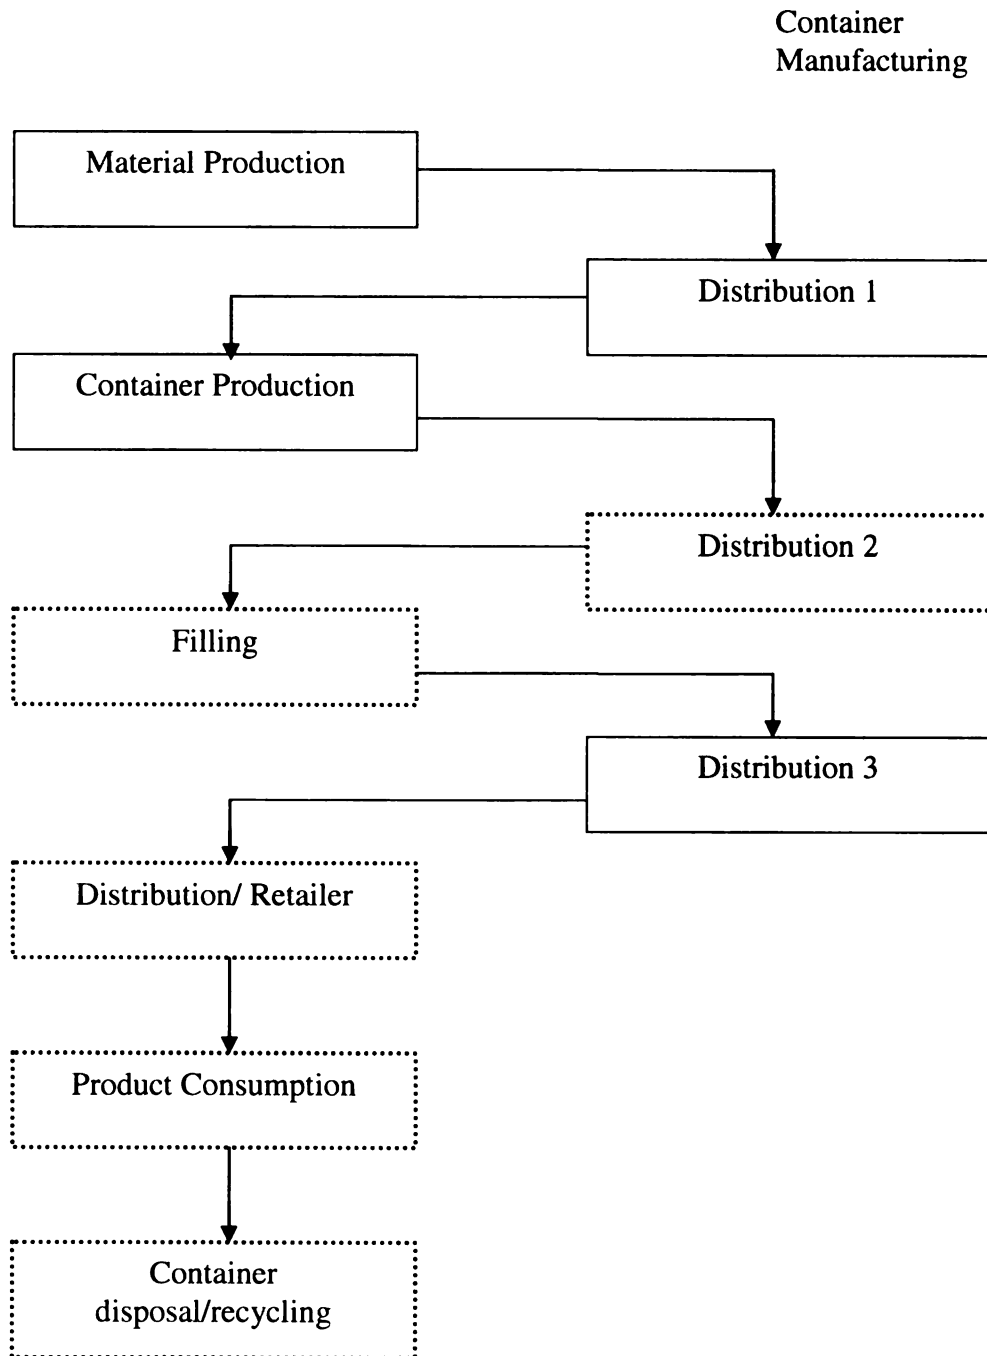 Container
Manufacturing
Material Production
Distribution 1
Container Production
Distribution 2
Filling
Distribution 3
Distribution/ Retailer
Product Consumption
Container
disposal/recycling